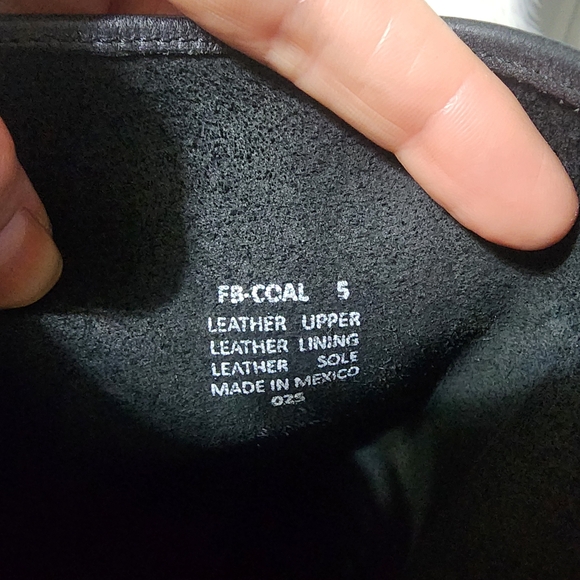 FB-COAL 5
LEATHER UPPER
LEATHER LINING
LEATHER SOLE
MADE IN MEXICO
025